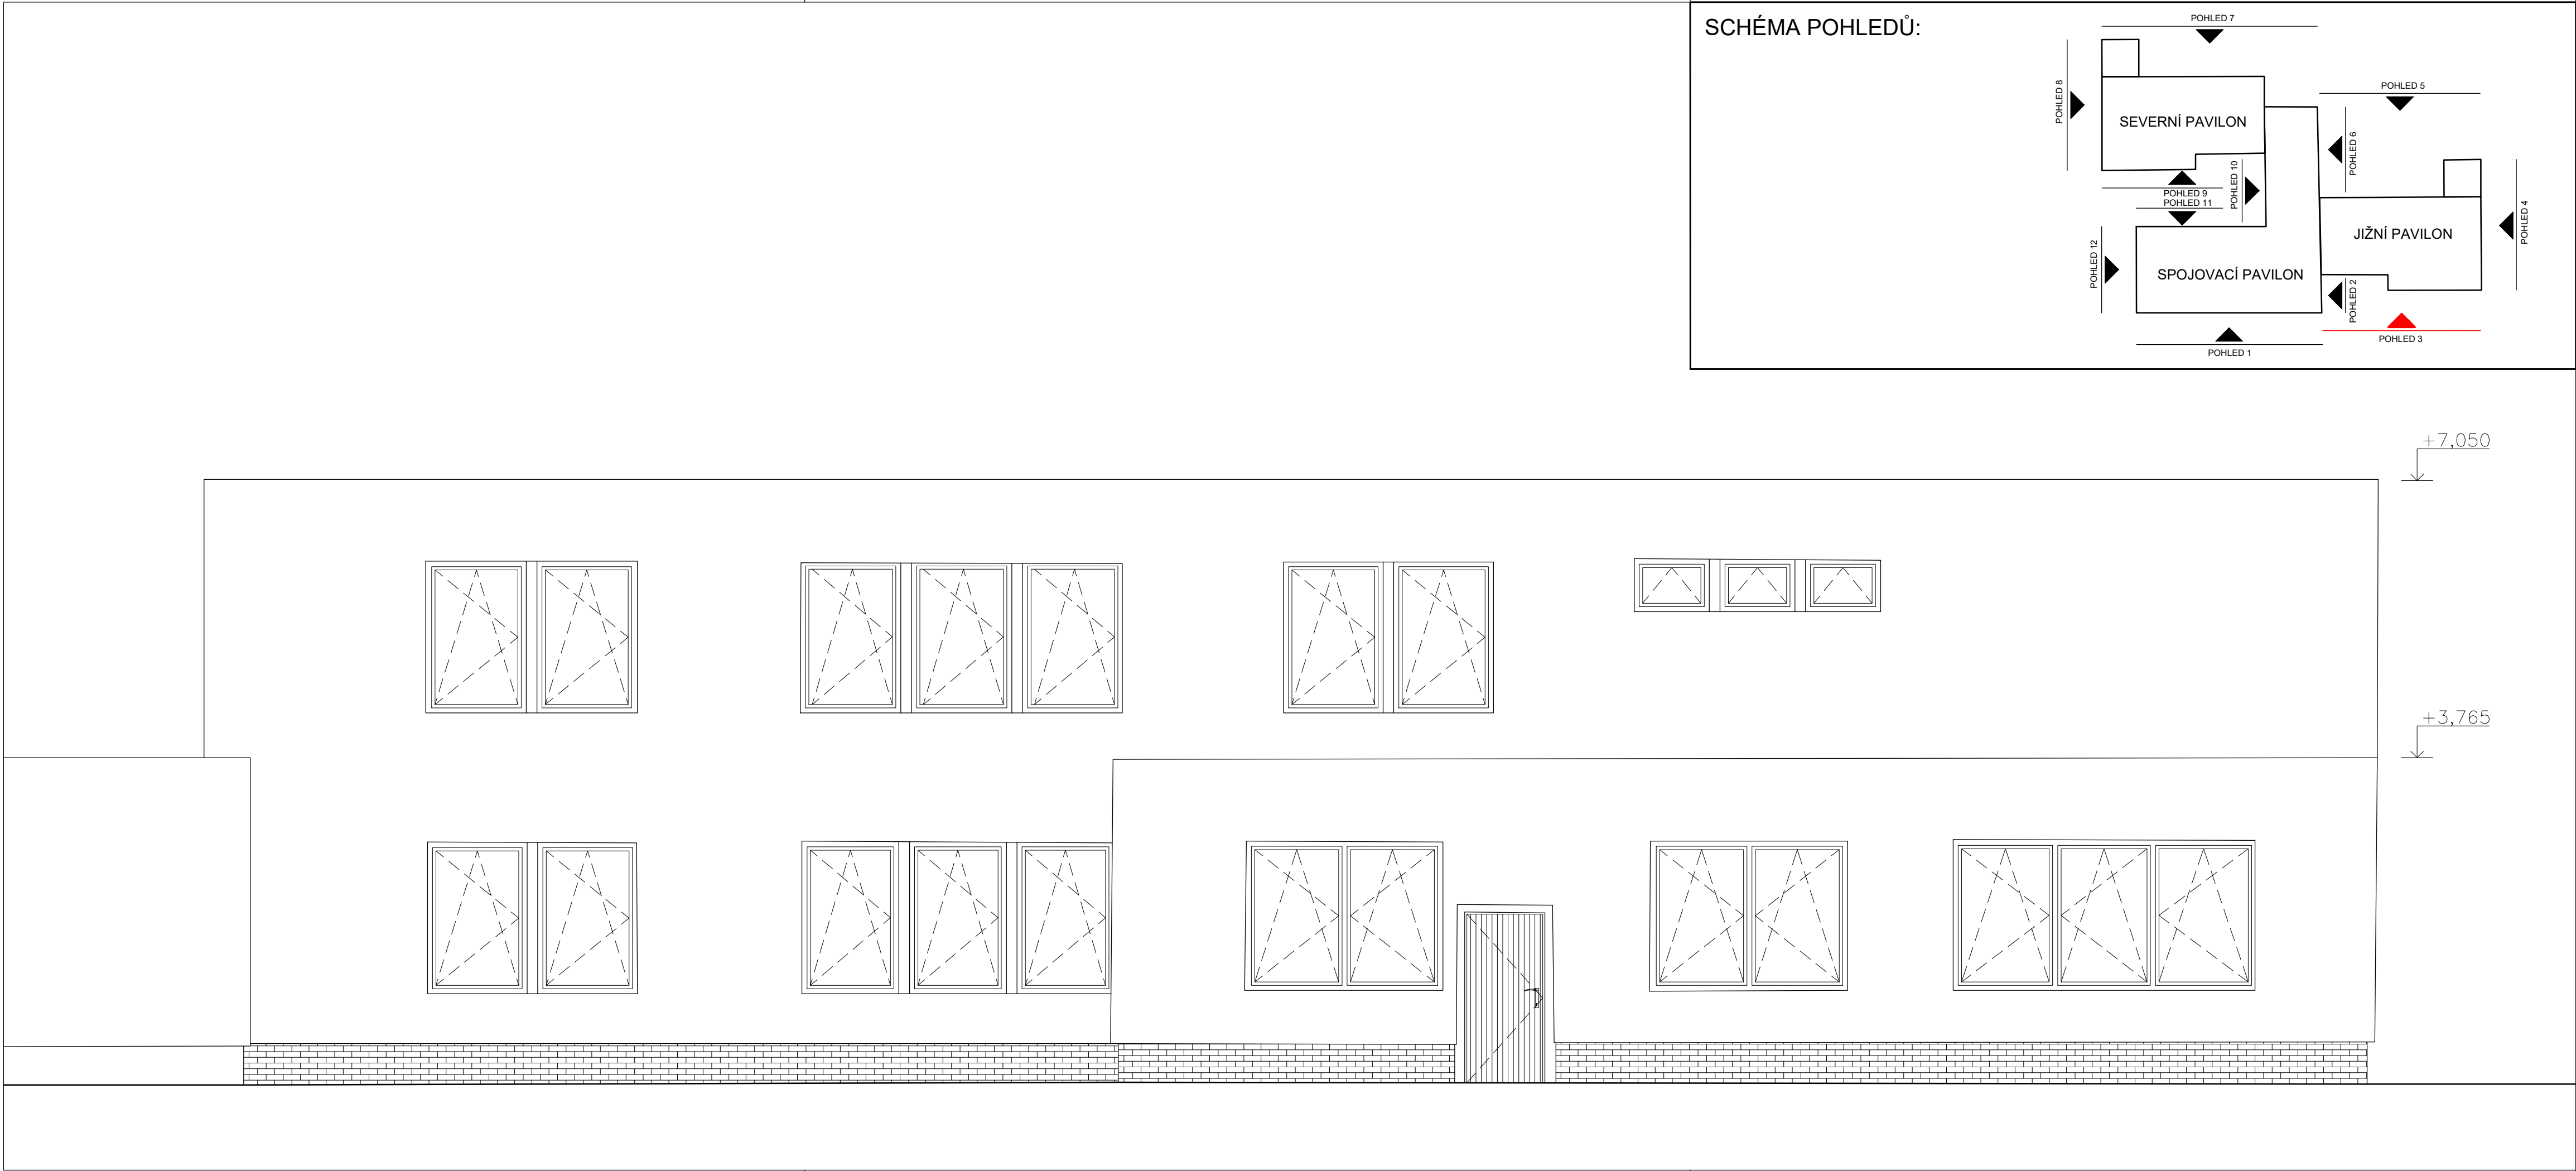 SCHÉMA POHLEDŮ:
POHLED 7
POHLED 8
POHLED 5
SEVERNÍ PAVILON
POHLED 6
POHLED 10
POHLED 9
POHLED 11
POHLED 4
JIŽNÍ PAVILON
POHLED 12
SPOJOVACÍ PAVILON
POHLED 2
POHLED 3
POHLED 1
+7,050
+3,765